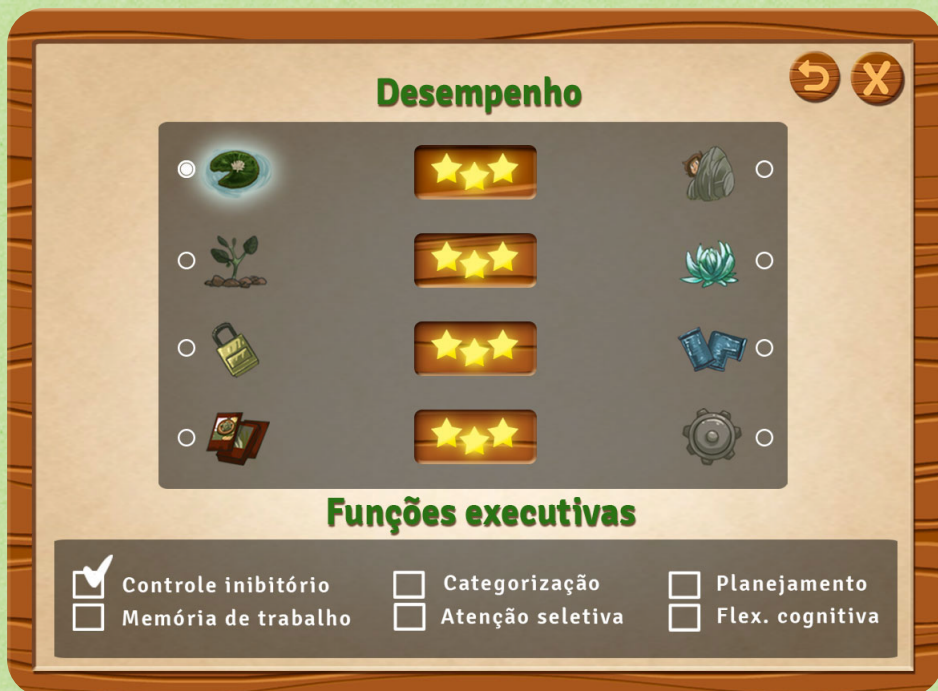 Desempenho
Funções executivas
Controle inibitório
Categorização
Planejamento
Memória de trabalho
Atenção seletiva
Flex. cognitiva